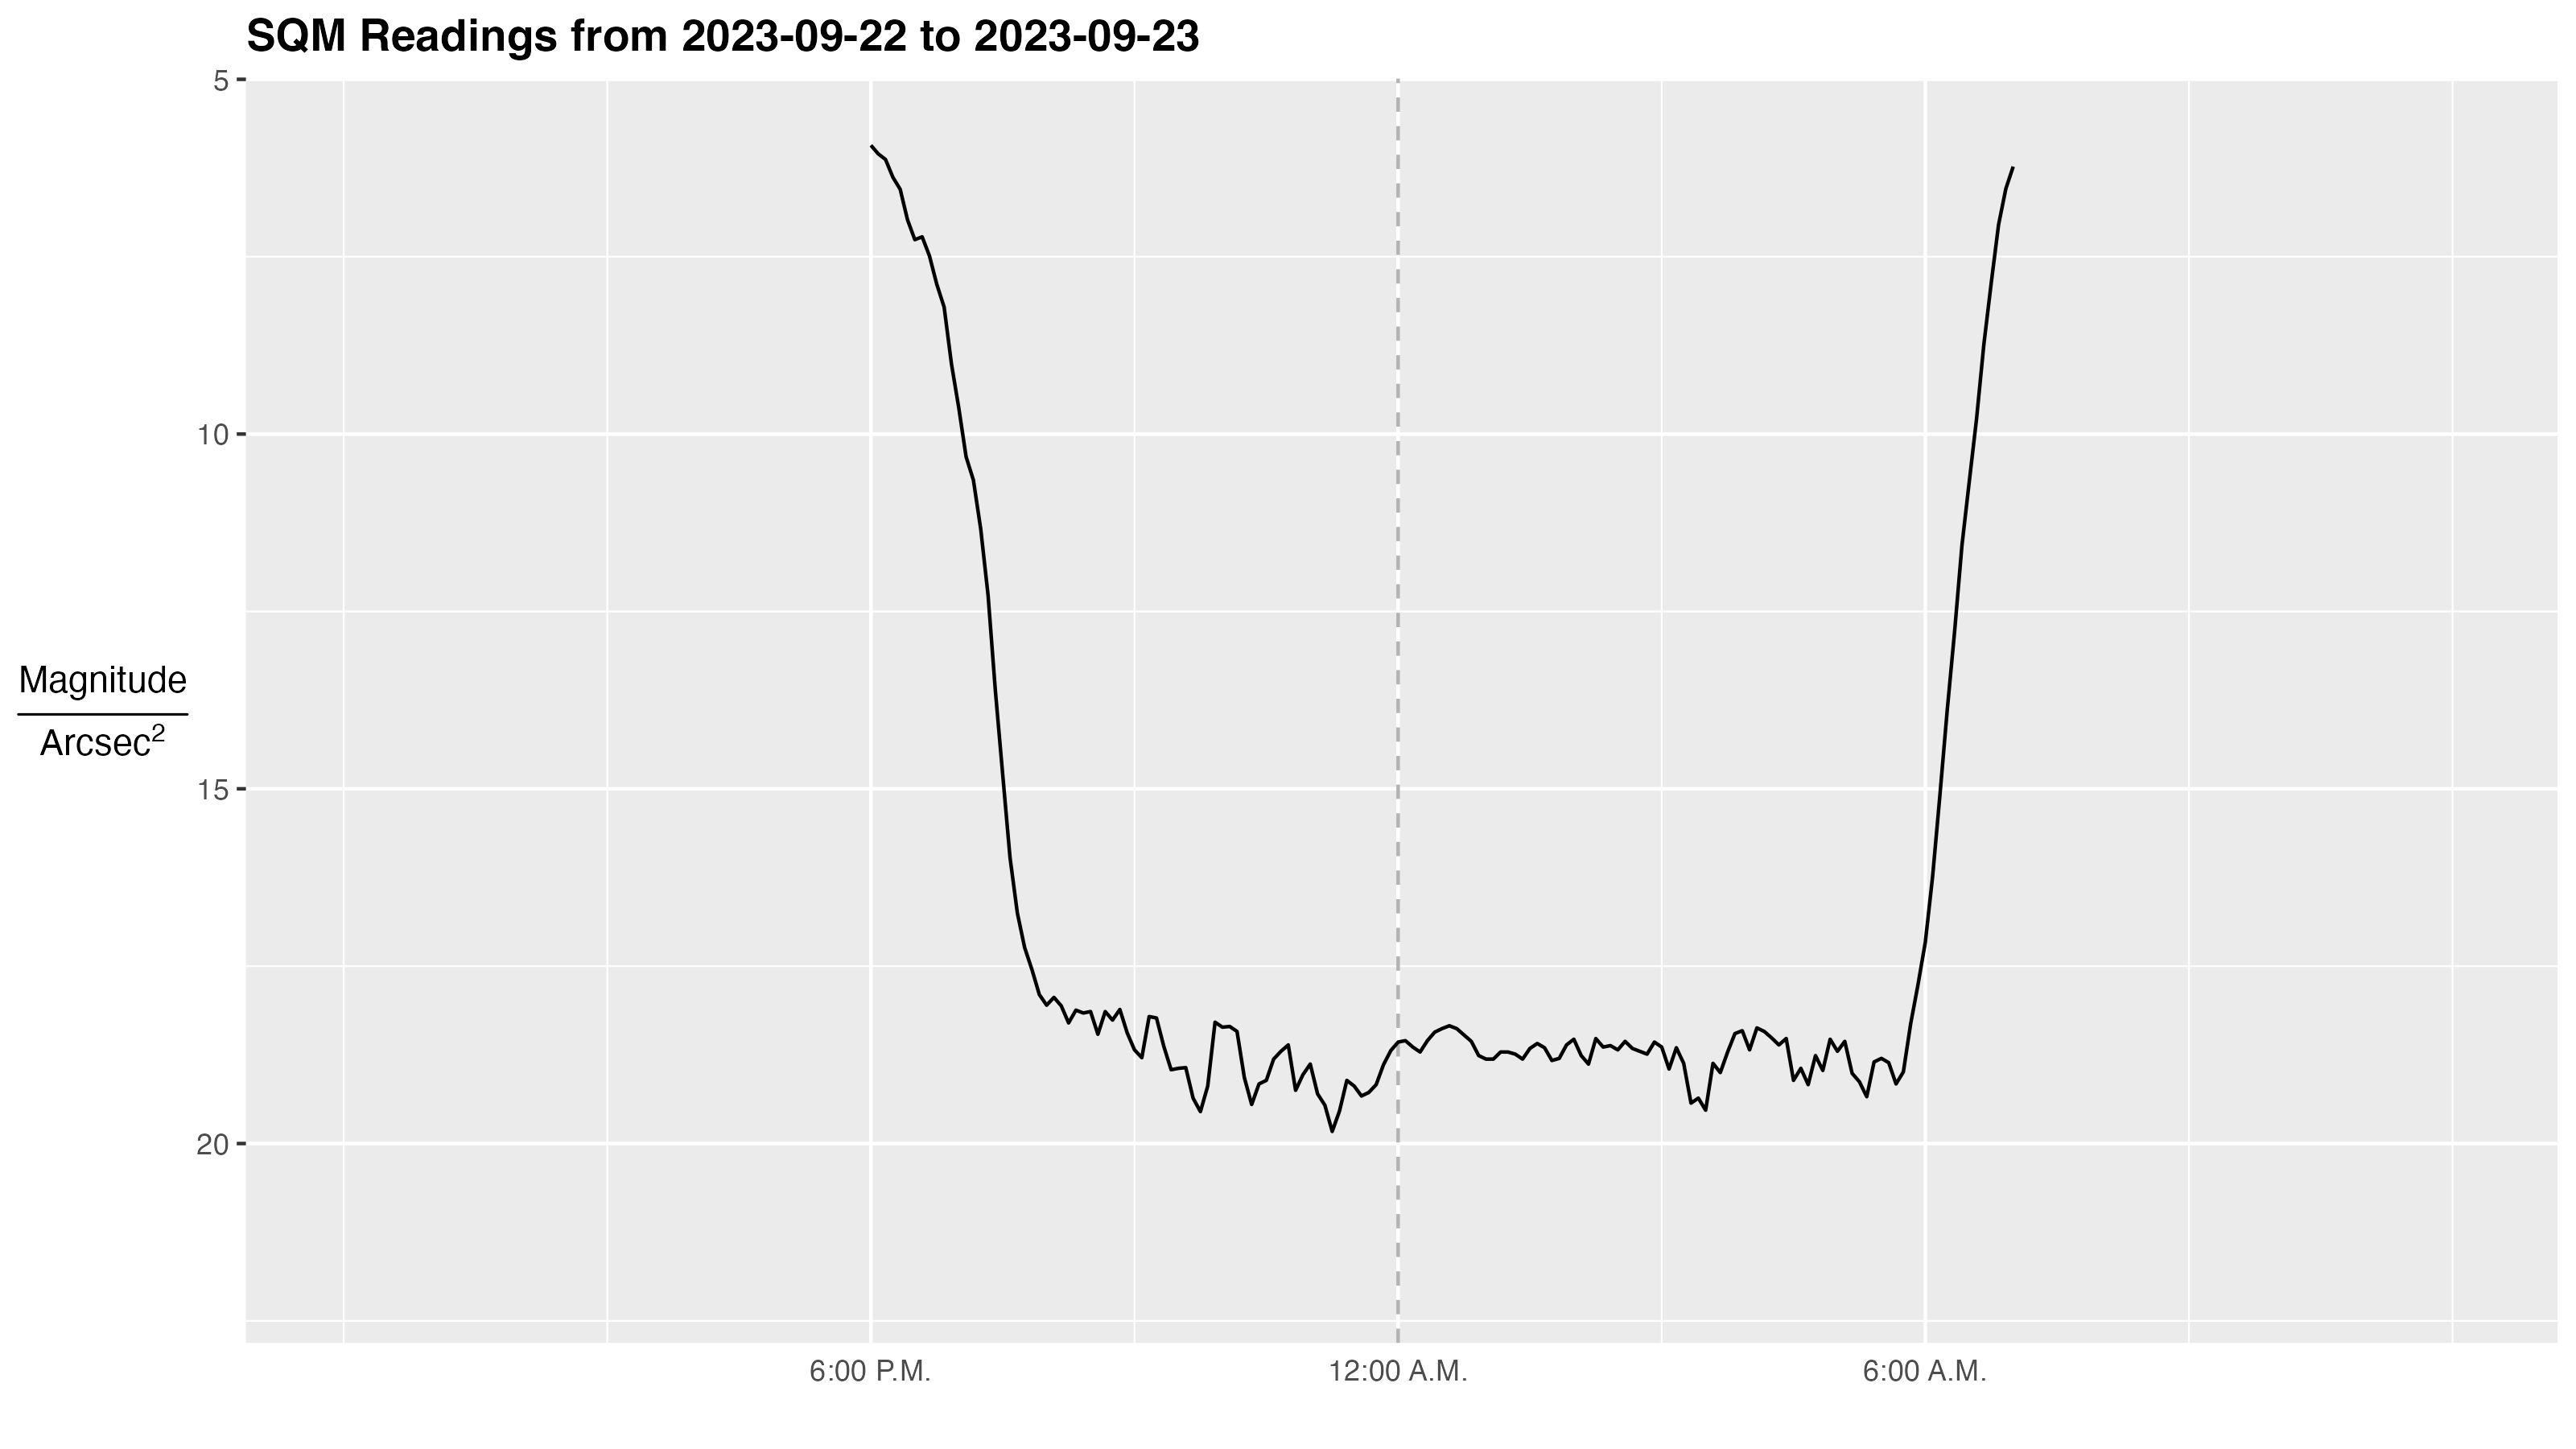 SQM Readings from 2023-09-22 to 2023-09-23
5
10
Magnitude
Arcsec²
15
20
6:00 P.M.
12:00 A.M.
6:00 A.M.